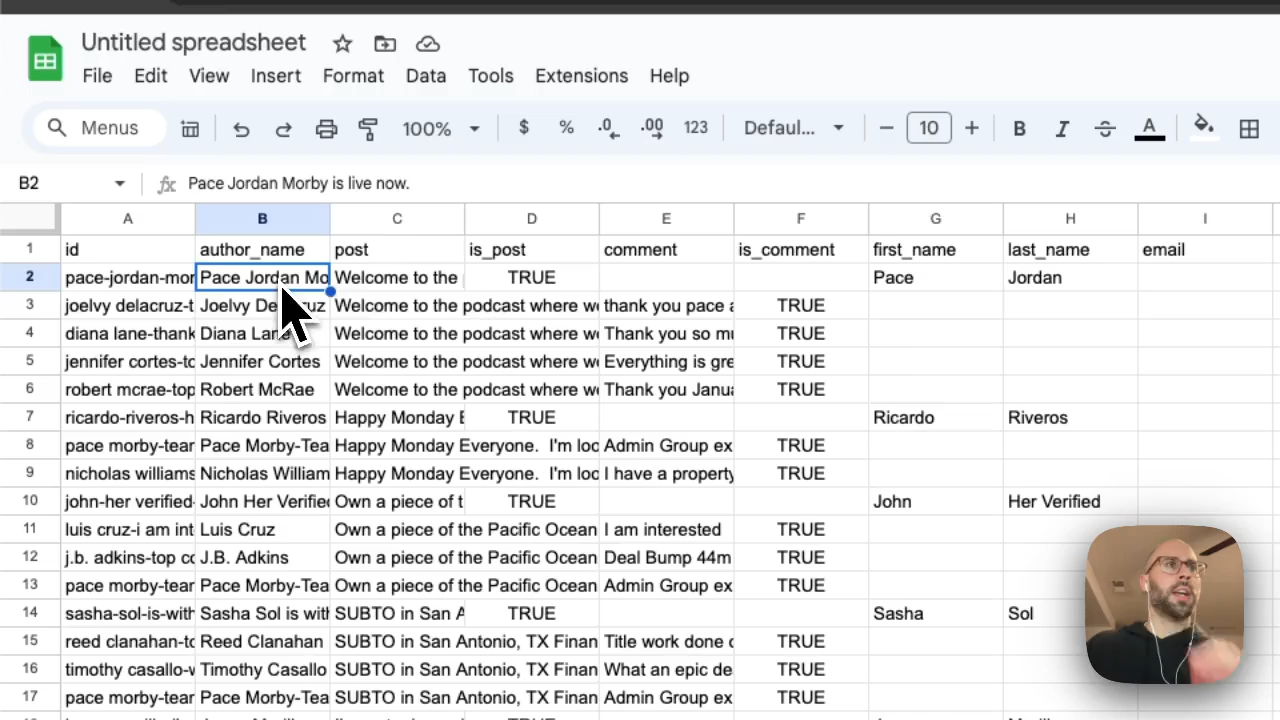 Untitled spreadsheet
File Edit View Insert Format Data Tools Extensions Help
Menus 100% $ % .0 .00 123 Defaul... 10 B I A
B2 fx Pace Jordan Morby is live now.
A B C D E F G H I
1 id author_name post is_post comment is_comment first_name last_name email
2 pace-jordan-mor Pace Jordan Mo Welcome to the TRUE Pace Jordan
3 joelvy delacruz-t Joelvy De ruz Welcome to the podcast where we thank you pace a TRUE
4 diana lane-thank Diana Lane Welcome to the podcast where we Thank you so mu TRUE
5 jennifer cortes-to Jennifer Cortes Welcome to the podcast where we Everything is gre TRUE
6 robert mcrae-top Robert McRae Welcome to the podcast where we Thank you Janua TRUE
7 ricardo-riveros-h Ricardo Riveros Happy Monday E TRUE Ricardo Riveros
8 pace morby-tear Pace Morby-Tea Happy Monday Everyone. I'm loo Admin Group ex TRUE
9 nicholas williams Nicholas William Happy Monday Everyone. I'm loo I have a property TRUE
10 john-her verified- John Her Verified Own a piece of t TRUE John Her Verified
11 luis cruz-i am int Luis Cruz Own a piece of the Pacific Ocean I am interested TRUE
12 j.b. adkins-top co J.B. Adkins Own a piece of the Pacific Ocean Deal Bump 44m TRUE
13 pace morby-tear Pace Morby-Tea Own a piece of the Pacific Ocean Admin Group ex TRUE
14 sasha-sol-is-with Sasha Sol is with SUBTO in San A TRUE Sasha Sol
15 reed clanahan-to Reed Clanahan SUBTO in San Antonio, TX Finan Title work done o TRUE
16 timothy casallo-w Timothy Casallo SUBTO in San Antonio, TX Finan What an epic de TRUE
17 pace morby-tear Pace Morby-Tea SUBTO in San Antonio, TX Finan Admin Group ex TRUE